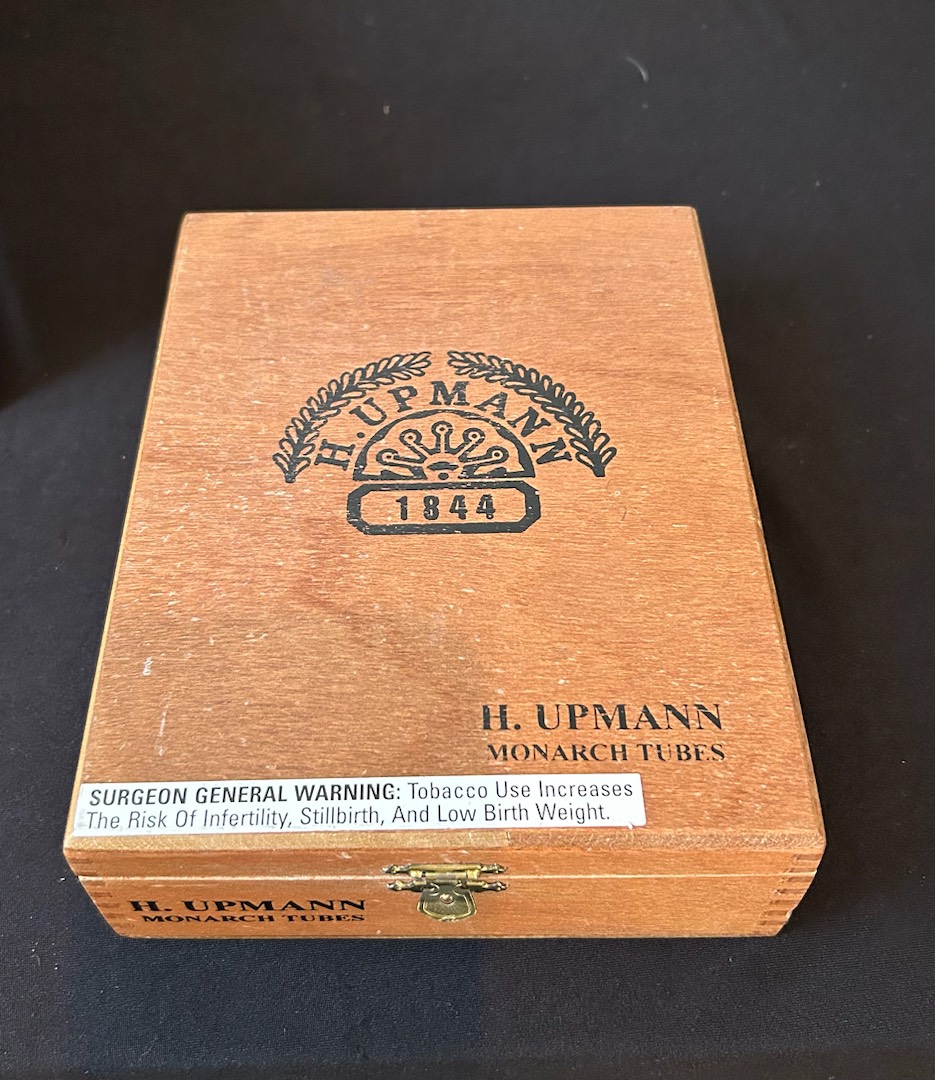 H. UPMANN
1844
H. UPMANN
MONARCH TUBES
SURGEON GENERAL WARNING: Tobacco Use Increases
The Risk Of Infertility, Stillbirth, And Low Birth Weight.
H. UPMANN
MONARCH TUBES